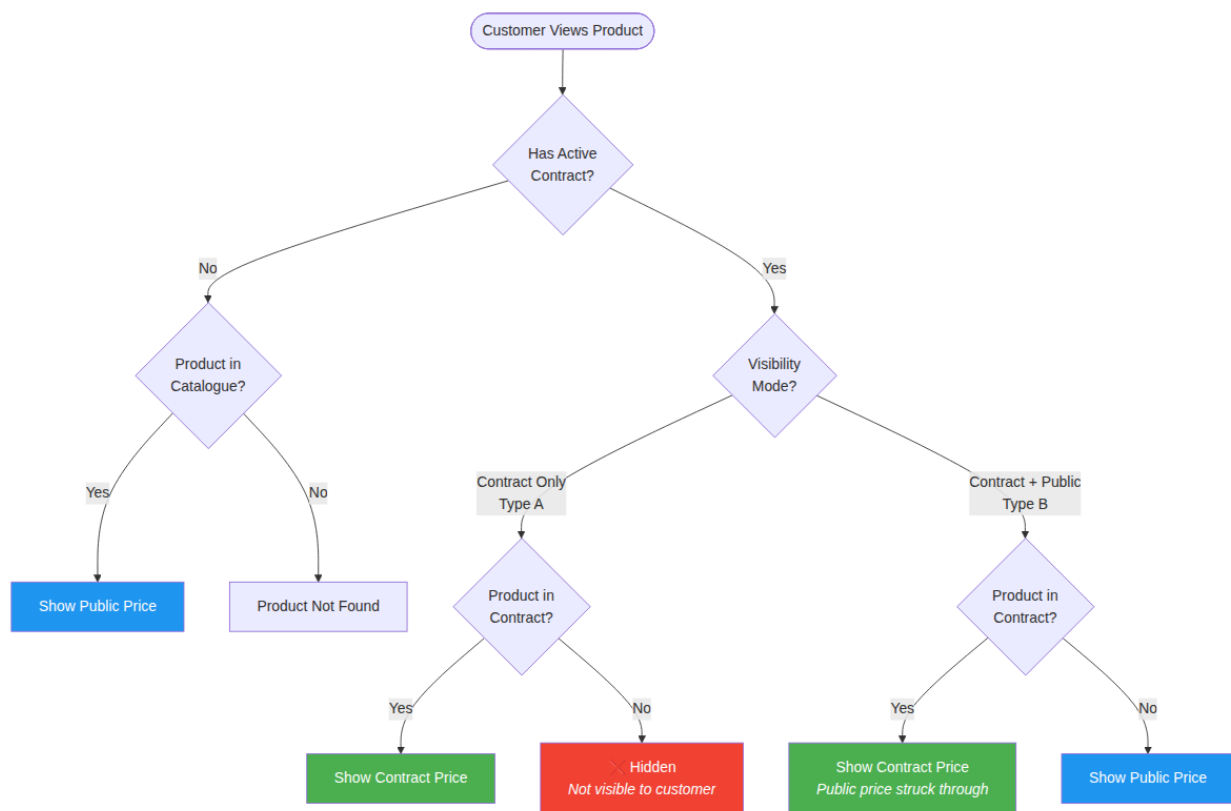 Customer Views Product
Has Active
Contract?
No
Yes
Product in
Catalogue?
Visibility
Mode?
Yes
No
Contract Only
Type A
Contract + Public
Type B
Show Public Price
Product Not Found
Product in
Contract?
Product in
Contract?
Yes
No
Yes
No
Show Contract Price
❌ Hidden
Not visible to customer
Show Contract Price
Public price struck through
Show Public Price